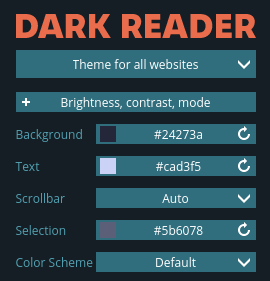 DARK READER
Theme for all websites
+ Brightness, contrast, mode
Background #24273a
Text #cad3f5
Scrollbar Auto
Selection #5b6078
Color Scheme Default